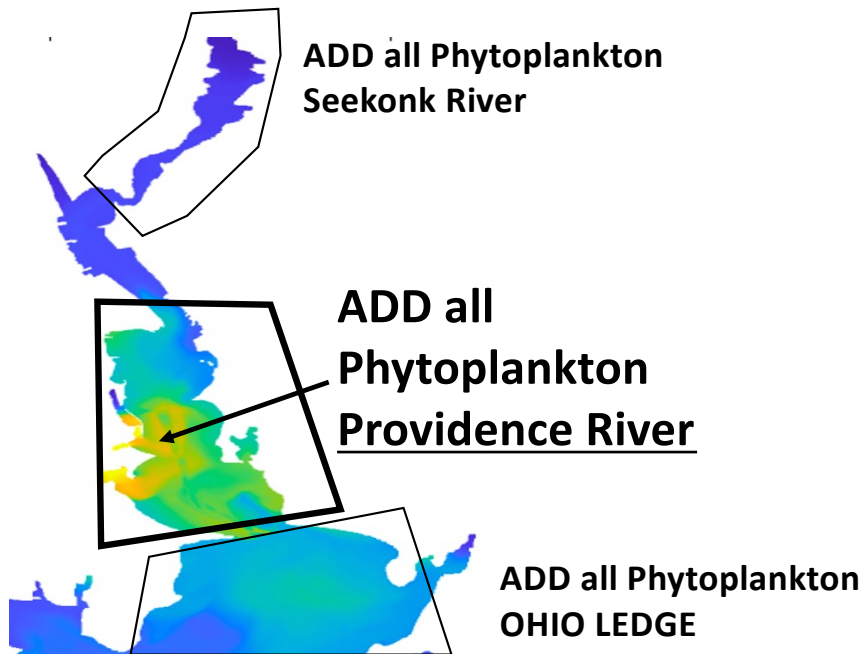 ADD all Phytoplankton
Seekonk River
ADD all
Phytoplankton
Providence River
ADD all Phytoplankton
OHIO LEDGE